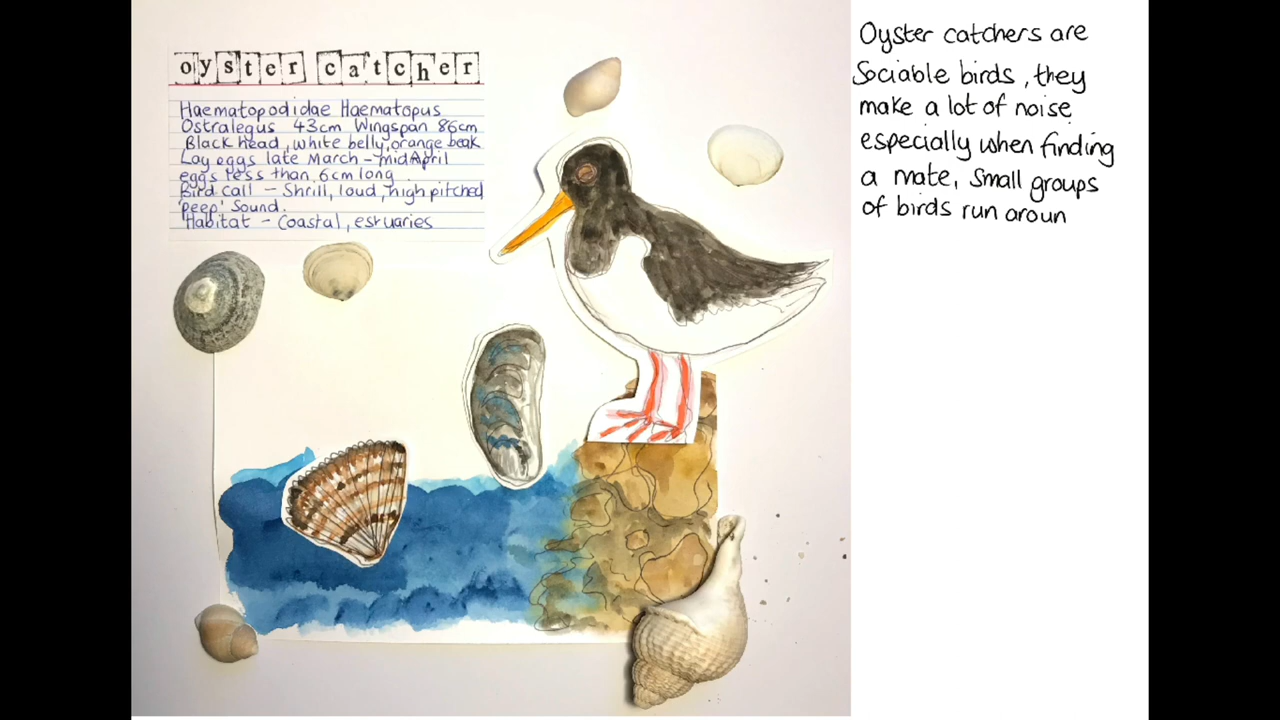 oyster catcher
Haematopodidae Haematopus
Ostralegus 43cm Wingspan 86cm
Black head, white belly, orange beak
Lay eggs late March - mid April
eggs less than 6cm long.
Bird call - Shrill, loud, high pitched
'peep' Sound.
Habitat - Coastal, estuaries
Oyster catchers are
Sociable birds, they
make a lot of noise
especially when finding
a mate. Small groups
of birds run aroun